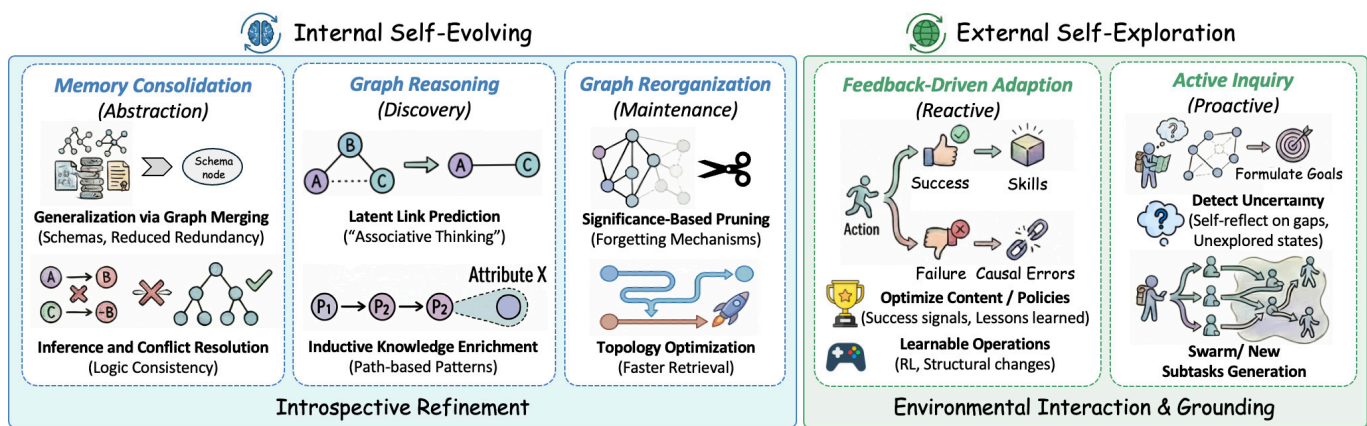 Internal Self-Evolving
External Self-Exploration
Memory Consolidation
(Abstraction)
Schema
node
Generalization via Graph Merging
(Schemas, Reduced Redundancy)
A
B
C
-B
Inference and Conflict Resolution
(Logic Consistency)
Graph Reasoning
(Discovery)
B
A
C
A
C
Latent Link Prediction
(“Associative Thinking”)
Attribute X
P1
P2
P2
Inductive Knowledge Enrichment
(Path-based Patterns)
Graph Reorganization
(Maintenance)
Significance-Based Pruning
(Forgetting Mechanisms)
Topology Optimization
(Faster Retrieval)
Introspective Refinement
Feedback-Driven Adaption
(Reactive)
Success
Skills
Action
Failure
Causal Errors
Optimize Content / Policies
(Success signals, Lessons learned)
Learnable Operations
(RL, Structural changes)
Active Inquiry
(Proactive)
?
Formulate Goals
?
Detect Uncertainty
(Self-reflect on gaps,
Unexplored states)
Swarm/ New
Subtasks Generation
Environmental Interaction & Grounding